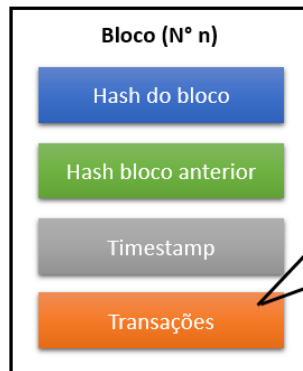 Bloco (N° n)
Hash do bloco
Hash bloco anterior
Timestamp
Transações